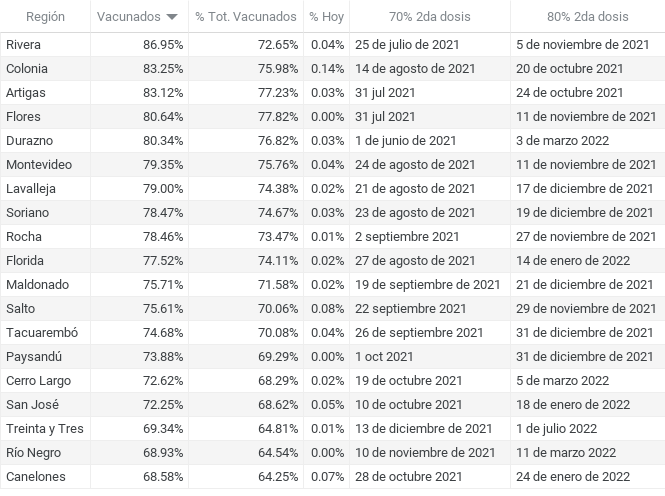 Región Vacunados % Tot. Vacunados % Hoy 70% 2da dosis 80% 2da dosis
Rivera 86.95% 72.65% 0.04% 25 de julio de 2021 5 de noviembre de 2021
Colonia 83.25% 75.98% 0.14% 14 de agosto de 2021 20 de octubre 2021
Artigas 83.12% 77.23% 0.03% 31 jul 2021 24 de octubre 2021
Flores 80.64% 77.82% 0.00% 31 jul 2021 11 de noviembre de 2021
Durazno 80.34% 76.82% 0.03% 1 de junio de 2021 3 de marzo 2022
Montevideo 79.35% 75.76% 0.04% 24 de agosto de 2021 11 de noviembre de 2021
Lavalleja 79.00% 74.38% 0.02% 21 de agosto de 2021 17 de diciembre de 2021
Soriano 78.47% 74.67% 0.03% 23 de agosto de 2021 19 de diciembre de 2021
Rocha 78.46% 73.47% 0.01% 2 septiembre 2021 27 de noviembre de 2021
Florida 77.52% 74.11% 0.02% 27 de agosto de 2021 14 de enero de 2022
Maldonado 75.71% 71.58% 0.02% 19 de septiembre de 2021 21 de diciembre de 2021
Salto 75.61% 70.06% 0.08% 22 septiembre 2021 29 de noviembre de 2021
Tacuarembó 74.68% 70.08% 0.04% 26 de septiembre 2021 31 de diciembre de 2021
Paysandú 73.88% 69.29% 0.00% 1 oct 2021 31 de diciembre de 2021
Cerro Largo 72.62% 68.29% 0.02% 19 de octubre 2021 5 de marzo 2022
San José 72.25% 68.62% 0.05% 10 de octubre 2021 18 de enero de 2022
Treinta y Tres 69.34% 64.81% 0.01% 13 de diciembre de 2021 1 de julio 2022
Río Negro 68.93% 64.54% 0.00% 10 de noviembre de 2021 11 de marzo 2022
Canelones 68.58% 64.25% 0.07% 28 de octubre 2021 24 de enero de 2022